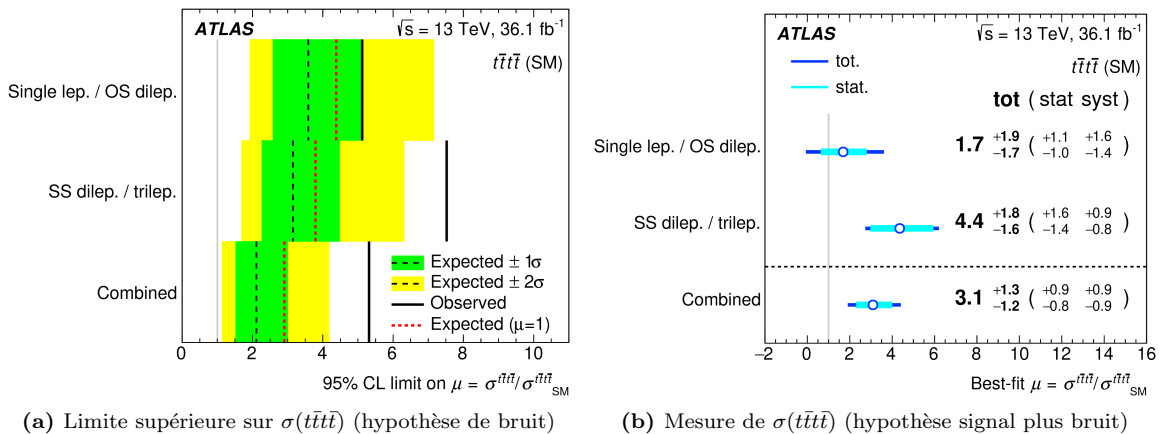 ATLAS
√s = 13 TeV, 36.1 fb⁻¹
tt̄tt̄ (SM)
Single lep. / OS dilep.
SS dilep. / trilep.
Combined
Expected ± 1σ
Expected ± 2σ
Observed
Expected (μ=1)
0 2 4 6 8 10
95% CL limit on μ = σ^{tt̄tt̄}/σ^{tt̄tt̄}_{SM}
(a) Limite supérieure sur σ(tt̄tt̄) (hypothèse de bruit)
ATLAS
√s = 13 TeV, 36.1 fb⁻¹
tot.
tt̄tt̄ (SM)
stat.
tot ( stat syst )
Single lep. / OS dilep. 1.7 +1.9 −1.7 ( +1.1 −1.0 +1.6 −1.4 )
SS dilep. / trilep. 4.4 +1.8 −1.6 ( +1.6 −1.4 +0.9 −0.8 )
Combined 3.1 +1.3 −1.2 ( +0.9 −0.8 +0.9 −0.9 )
−2 0 2 4 6 8 10 12 14 16
Best-fit μ = σ^{tt̄tt̄}/σ^{tt̄tt̄}_{SM}
(b) Mesure de σ(tt̄tt̄) (hypothèse signal plus bruit)